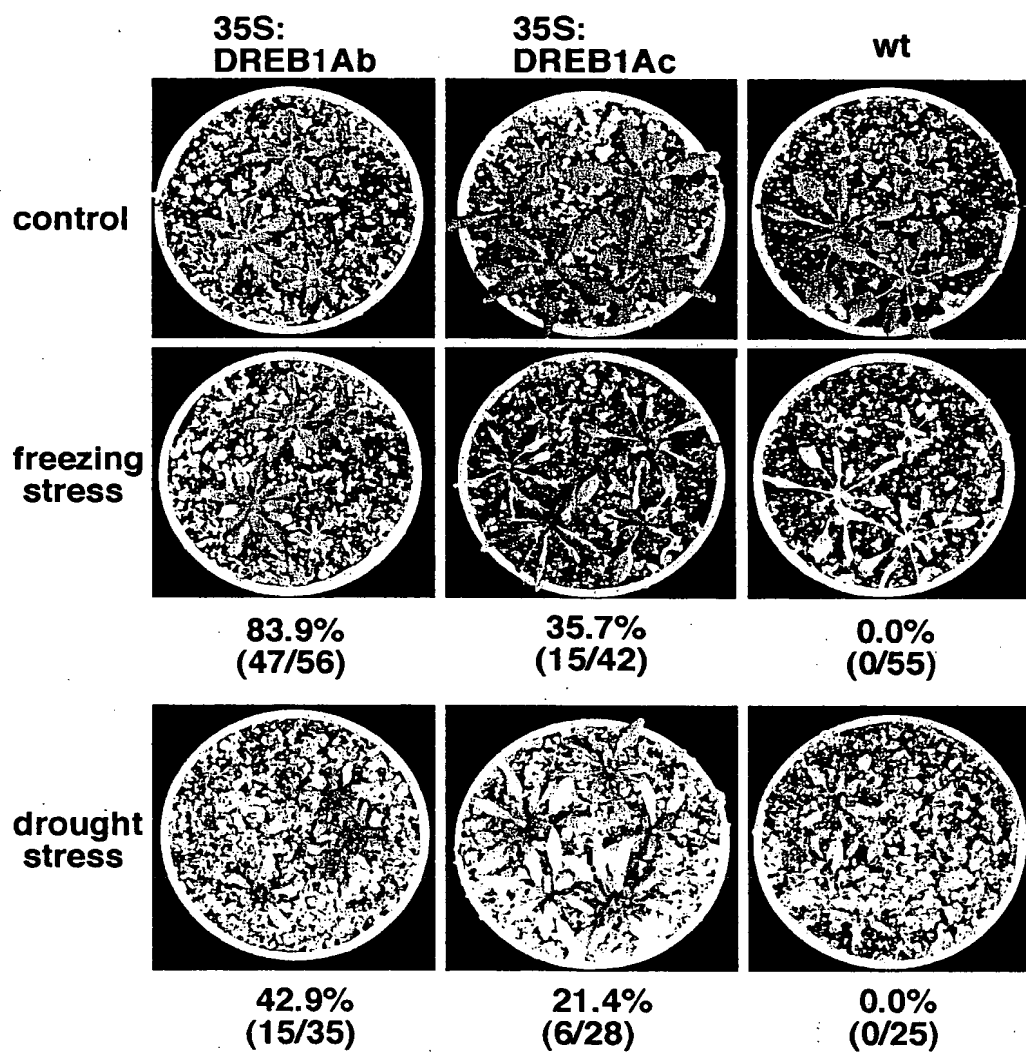 35S:
DREB1Ab
35S:
DREB1Ac
wt
control
freezing
stress
83.9%
(47/56)
35.7%
(15/42)
0.0%
(0/55)
drought
stress
42.9%
(15/35)
21.4%
(6/28)
0.0%
(0/25)